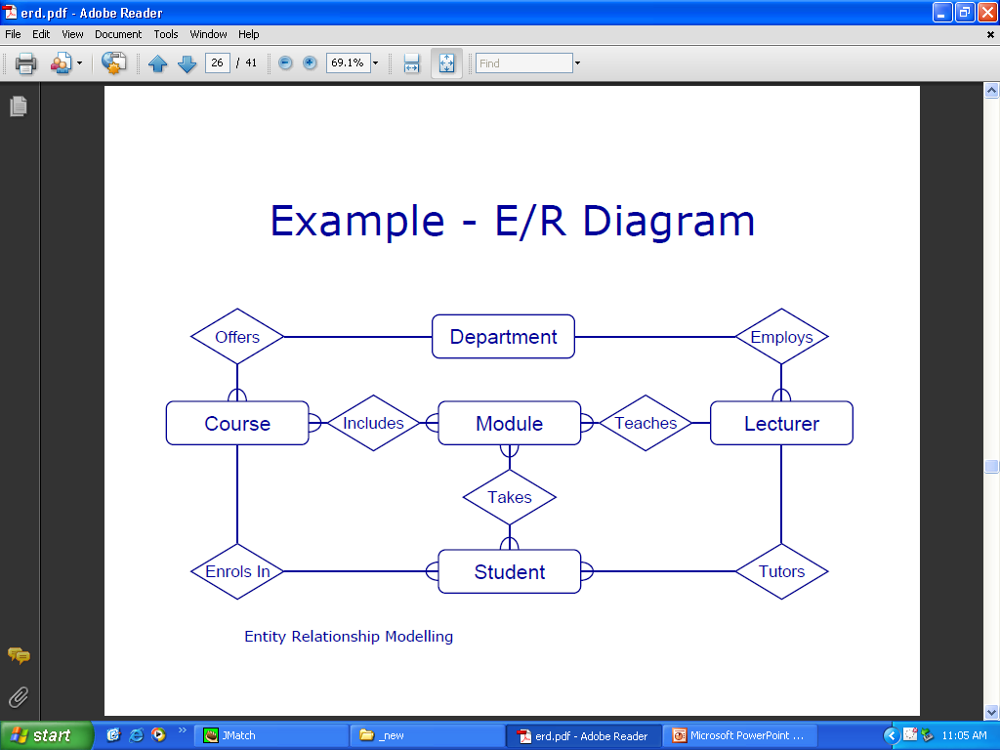 erd.pdf - Adobe Reader
File Edit View Document Tools Window Help
26 / 41 69.1% Find
Example - E/R Diagram
Offers Department Employs
Course Includes Module Teaches Lecturer
Takes
Enrols In Student Tutors
Entity Relationship Modelling
start JMatch _new erd.pdf - Adobe Reader Microsoft PowerPoint ... 11:05 AM